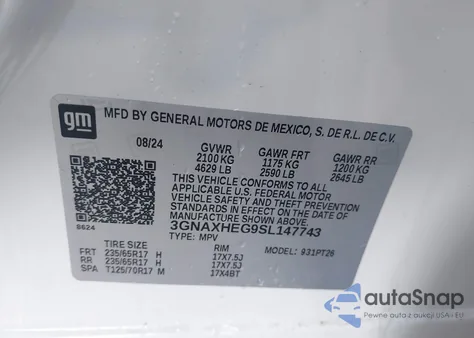 gm
MFD BY GENERAL MOTORS DE MEXICO, S. DE R.L. DE C.V.
08/24 GVWR GAWR FRT GAWR RR
2100 KG 1175 KG 1200 KG
4629 LB 2590 LB 2645 LB
THIS VEHICLE CONFORMS TO ALL
APPLICABLE U.S. FEDERAL MOTOR
VEHICLE SAFETY STANDARDS IN
EFFECT ON THE DATE OF
MANUFACTURE SHOWN ABOVE.
3GNAXHEG9SL147743
8624 TYPE: MPV MODEL: 931PT26
TIRE SIZE RIM
FRT 235/65R17 H 17X7.5J
RR 235/65R17 H 17X7.5J
SPA T125/70R17 M 17X4BT
autaSnap
Pewne auta z aukcji USA i EU